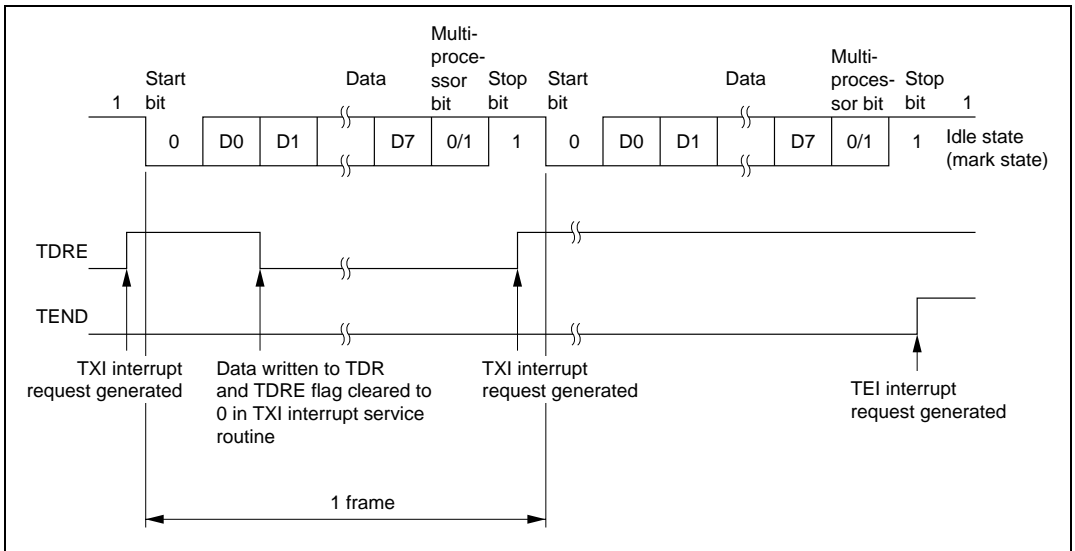 Multi-
proce-
ssor
bit
Multi-
proces-
sor bit
Start
bit
Data
Stop
bit
Start
bit
Data
Stop
bit
1
1
0
D0
D1
D7
0/1
1
0
D0
D1
D7
0/1
1
Idle state
(mark state)
TDRE
TEND
TXI interrupt
request generated
Data written to TDR
and TDRE flag cleared to
0 in TXI interrupt service
routine
TXI interrupt
request generated
TEI interrupt
request generated
1 frame